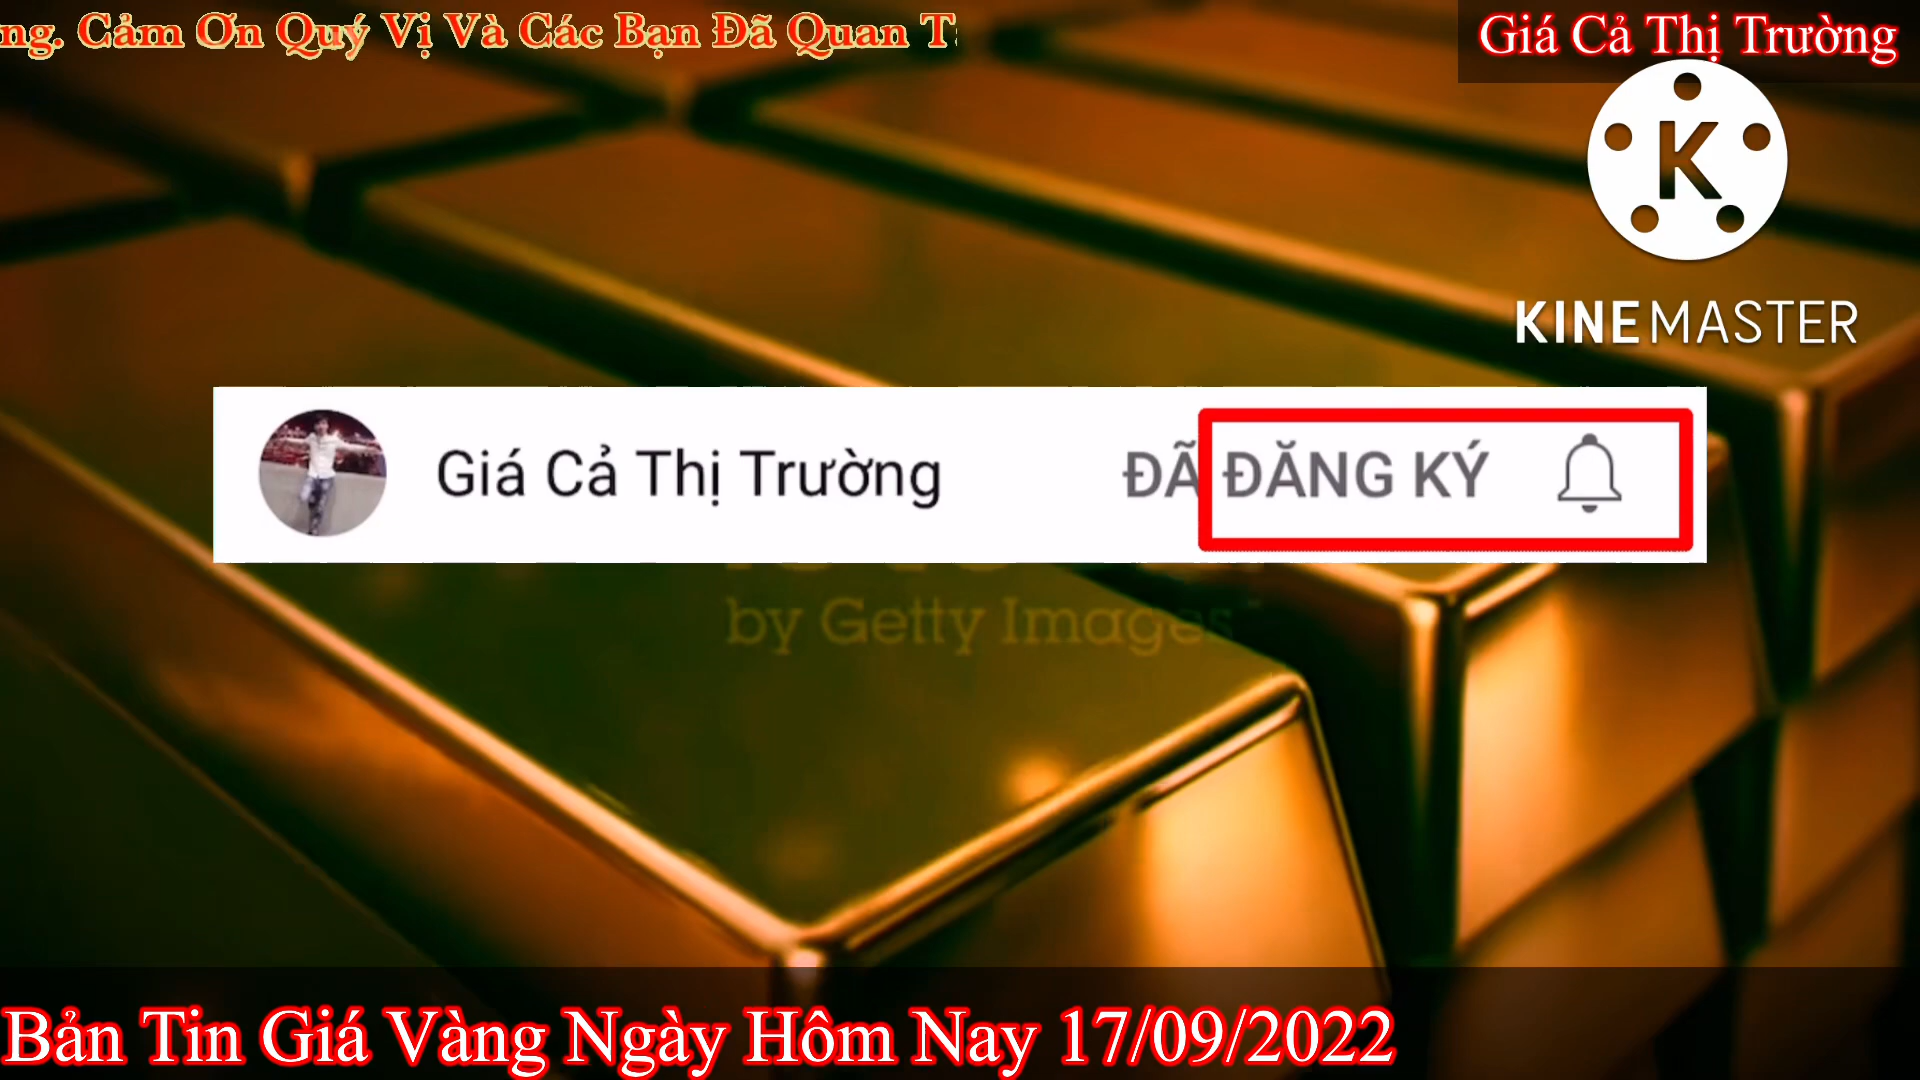 ng. Cảm Ơn Quý Vị Và Các Bạn Đã Quan T
Giá Cả Thị Trường
K
KINEMASTER
Giá Cả Thị Trường
ĐÃ ĐĂNG KÝ
by Getty Images
Bản Tin Giá Vàng Ngày Hôm Nay 17/09/2022